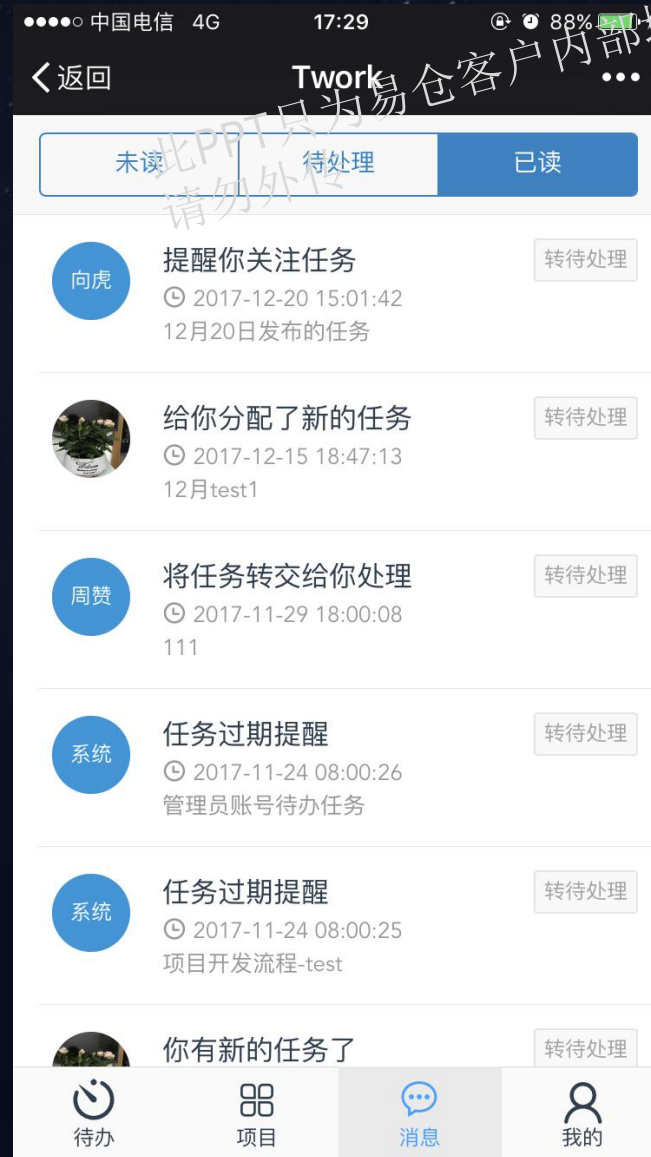 中国电信 4G 17:29 88%
返回 Twork
此PPT只为易仓客户内部
请勿外传
未读 待处理 已读
向虎 提醒你关注任务 转待处理
2017-12-20 15:01:42
12月20日发布的任务
给你分配了新的任务 转待处理
2017-12-15 18:47:13
12月test1
周赞 将任务转交给你处理 转待处理
2017-11-29 18:00:08
111
系统 任务过期提醒 转待处理
2017-11-24 08:00:26
管理员账号待办任务
系统 任务过期提醒 转待处理
2017-11-24 08:00:25
项目开发流程-test
你有新的任务了 转待处理
待办 项目 消息 我的